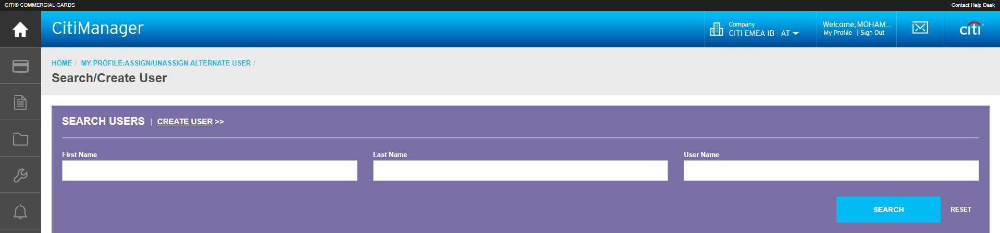 CITI® COMMERCIAL CARDS
Contact Help Desk
CitiManager
Company
CITI EMEA IB - AT
Welcome, MOHAM...
My Profile | Sign Out
citi
HOME / MY PROFILE:ASSIGN/UNASSIGN ALTERNATE USER /
Search/Create User
SEARCH USERS | CREATE USER >>
First Name
Last Name
User Name
SEARCH
RESET